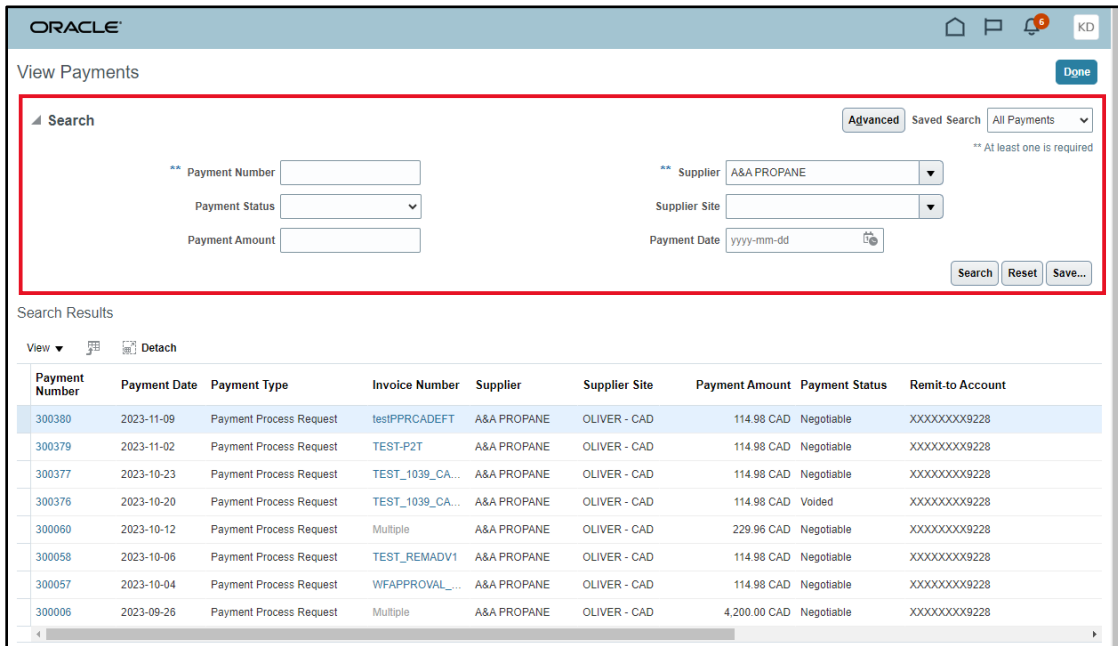 ORACLE
6
KD
View Payments
Done
Search
Advanced Saved Search All Payments
** At least one is required
** Payment Number
** Supplier A&A PROPANE
Payment Status
Supplier Site
Payment Amount
Payment Date yyyy-mm-dd
Search Reset Save...
Search Results
View Detach
Payment Number Payment Date Payment Type Invoice Number Supplier Supplier Site Payment Amount Payment Status Remit-to Account
300380 2023-11-09 Payment Process Request testPPRCADEFT A&A PROPANE OLIVER - CAD 114.98 CAD Negotiable XXXXXXXX9228
300379 2023-11-02 Payment Process Request TEST-P2T A&A PROPANE OLIVER - CAD 114.98 CAD Negotiable XXXXXXXX9228
300377 2023-10-23 Payment Process Request TEST_1039_CA... A&A PROPANE OLIVER - CAD 114.98 CAD Negotiable XXXXXXXX9228
300376 2023-10-20 Payment Process Request TEST_1039_CA... A&A PROPANE OLIVER - CAD 114.98 CAD Voided XXXXXXXX9228
300060 2023-10-12 Payment Process Request Multiple A&A PROPANE OLIVER - CAD 229.96 CAD Negotiable XXXXXXXX9228
300058 2023-10-06 Payment Process Request TEST_REMADV1 A&A PROPANE OLIVER - CAD 114.98 CAD Negotiable XXXXXXXX9228
300057 2023-10-04 Payment Process Request WFAPPROVAL_... A&A PROPANE OLIVER - CAD 114.98 CAD Negotiable XXXXXXXX9228
300006 2023-09-26 Payment Process Request Multiple A&A PROPANE OLIVER - CAD 4,200.00 CAD Negotiable XXXXXXXX9228